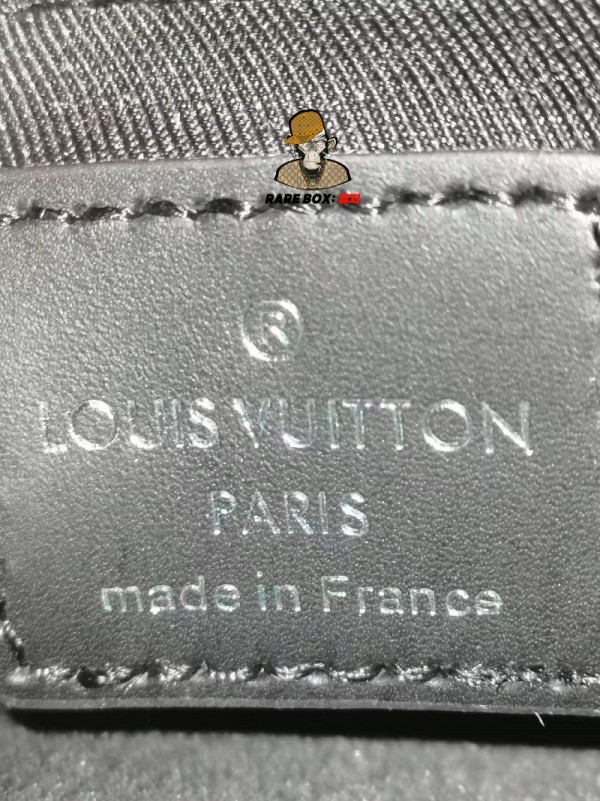 RARE BOX:
®
LOUIS VUITTON
PARIS
made in France